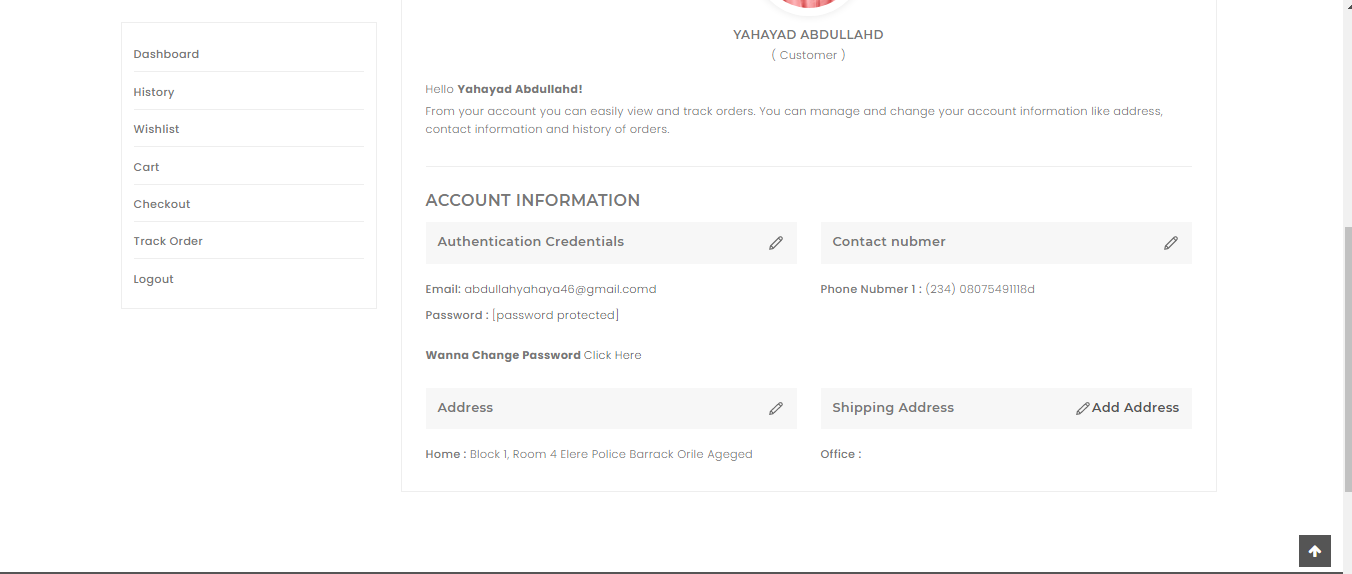 Dashboard
History
Wishlist
Cart
Checkout
Track Order
Logout
YAHAYAD ABDULLAHD
( Customer )
Hello Yahayad Abdullahd!
From your account you can easily view and track orders. You can manage and change your account information like address,
contact information and history of orders.
ACCOUNT INFORMATION
Authentication Credentials
Email: abdullahyahaya46@gmail.comd
Password : [password protected]
Wanna Change Password Click Here
Contact nubmer
Phone Nubmer 1 : (234) 08075491118d
Address
Home : Block 1, Room 4 Elere Police Barrack Orile Ageged
Shipping Address
Add Address
Office :